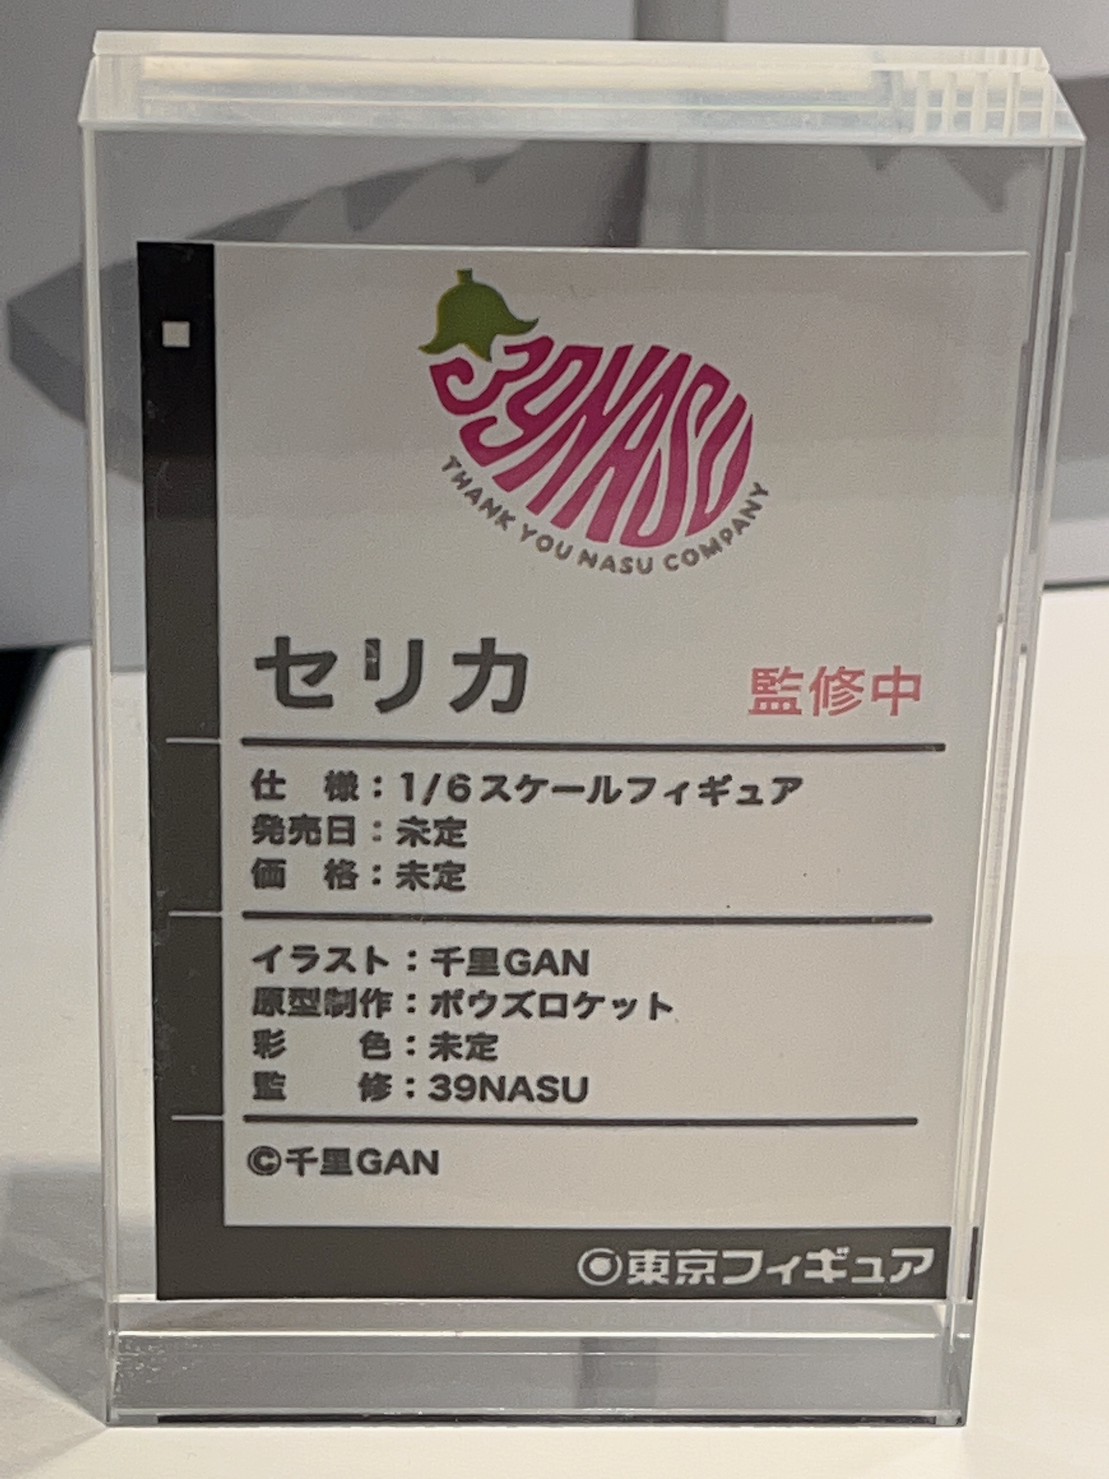 39NASU
THANK YOU NASU COMPANY
セリカ
監修中
仕　様：1/6スケールフィギュア
発売日：未定
価　格：未定
イラスト：千里GAN
原型制作：ボウズロケット
彩　　色：未定
監　　修：39NASU
©千里GAN
東京フィギュア